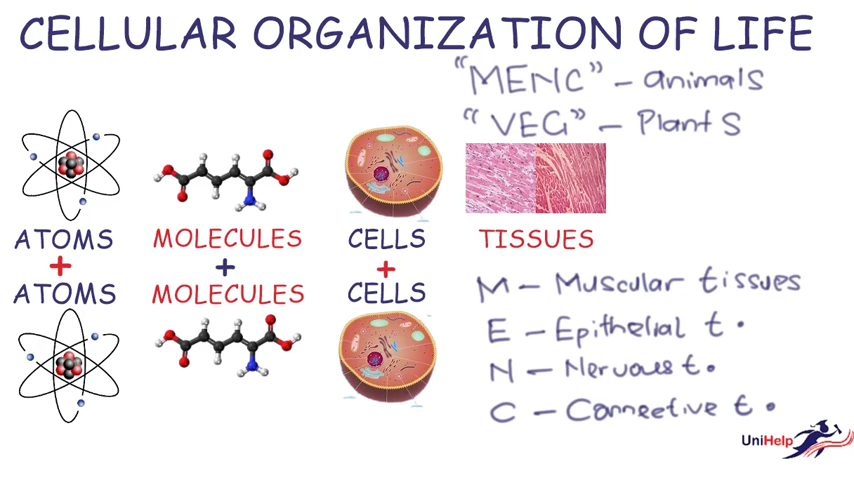 CELLULAR ORGANIZATION OF LIFE
"MENC" - animals
"VEG" - Plants
ATOMS MOLECULES CELLS TISSUES
+ + +
ATOMS MOLECULES CELLS
M - Muscular tissues
E - Epithelial t.
N - Nervous t.
C - Connective t.
UniHelp